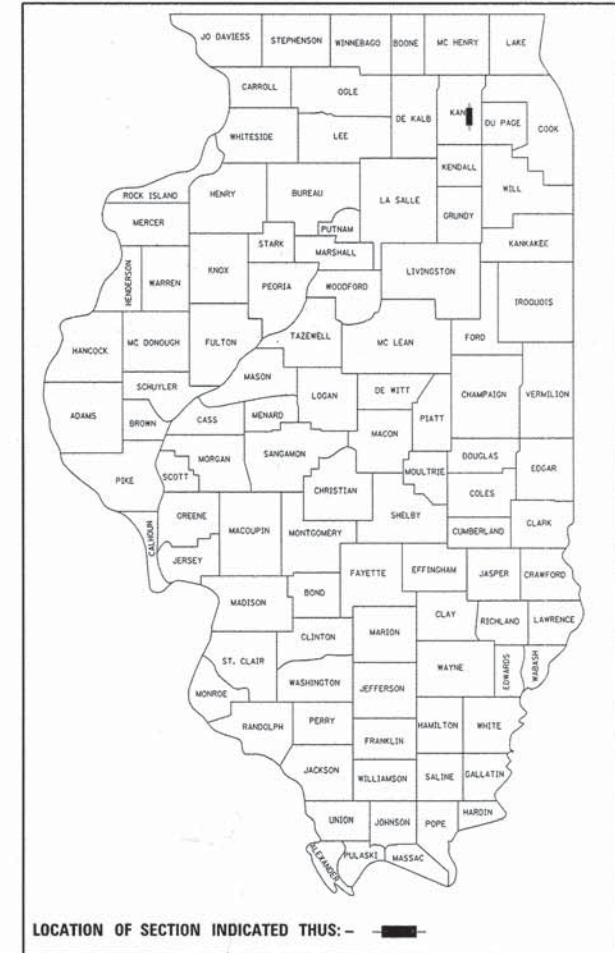 JO DAVIESS STEPHENSON WINNEBAGO BOONE MC HENRY LAKE
CARROLL OGLE
DE KALB KAN DU PAGE COOK
WHITESIDE LEE
KENDALL
WILL
ROCK ISLAND HENRY BUREAU LA SALLE GRUNDY
MERCER PUTNAM
KANKAKEE
STARK MARSHALL
HENDERSON WARREN KNOX LIVINGSTON
PEORIA WOODFORD IROQUOIS
HANCOCK MC DONOUGH FULTON TAZEWELL MC LEAN FORD
MASON
SCHUYLER DE WITT CHAMPAIGN VERMILION
ADAMS LOGAN PIATT
BROWN CASS MENARD MACON
MORGAN SANGAMON DOUGLAS
PIKE SCOTT MOULTRIE EDGAR
CHRISTIAN COLES
GREENE SHELBY
CALHOUN MACOUPIN MONTGOMERY CUMBERLAND CLARK
JERSEY
FAYETTE EFFINGHAM JASPER CRAWFORD
MADISON BOND
CLAY RICHLAND LAWRENCE
CLINTON MARION
ST. CLAIR WAYNE EDWARDS WABASH
WASHINGTON JEFFERSON
MONROE
RANDOLPH PERRY HAMILTON WHITE
FRANKLIN
JACKSON WILLIAMSON SALINE GALLATIN
UNION JOHNSON POPE HARDIN
ALEXANDER PULASKI MASSAC
LOCATION OF SECTION INDICATED THUS: -